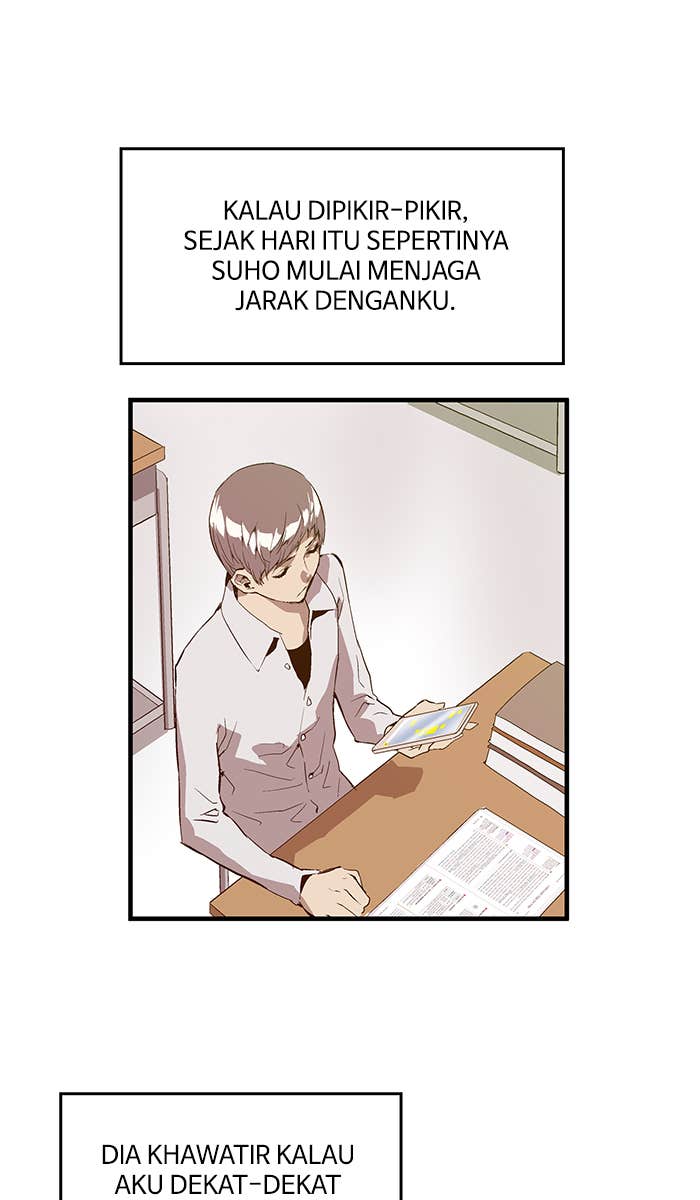 KALAU DIPIKIR-PIKIR,
SEJAK HARI ITU SEPERTINYA
SUHO MULAI MENJAGA
JARAK DENGANKU.
DIA KHAWATIR KALAU
AKU DEKAT-DEKAT